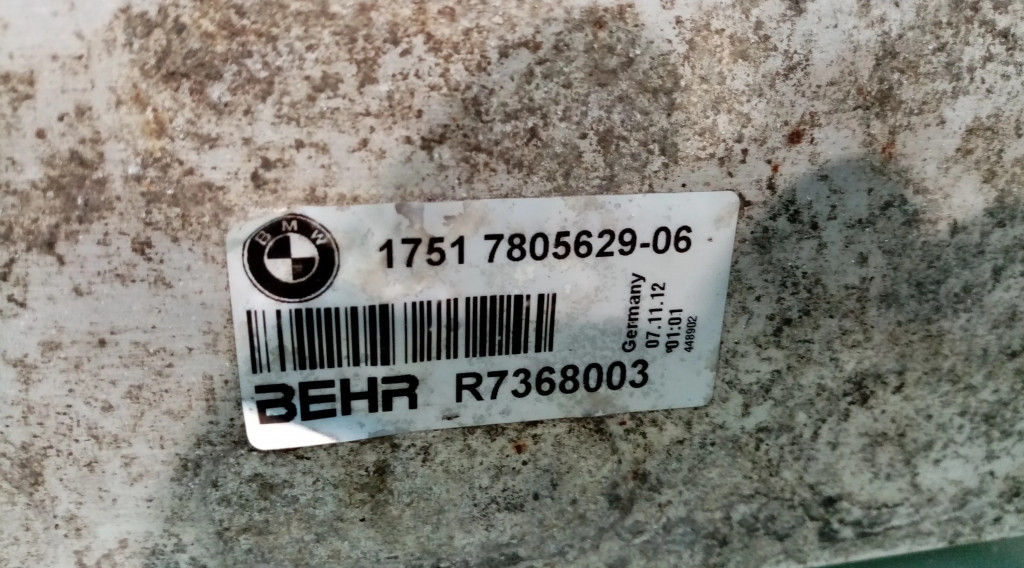 BMW
1751 7805629-06
Germany
07.11.12
01:01
448902
BEHR R7368003